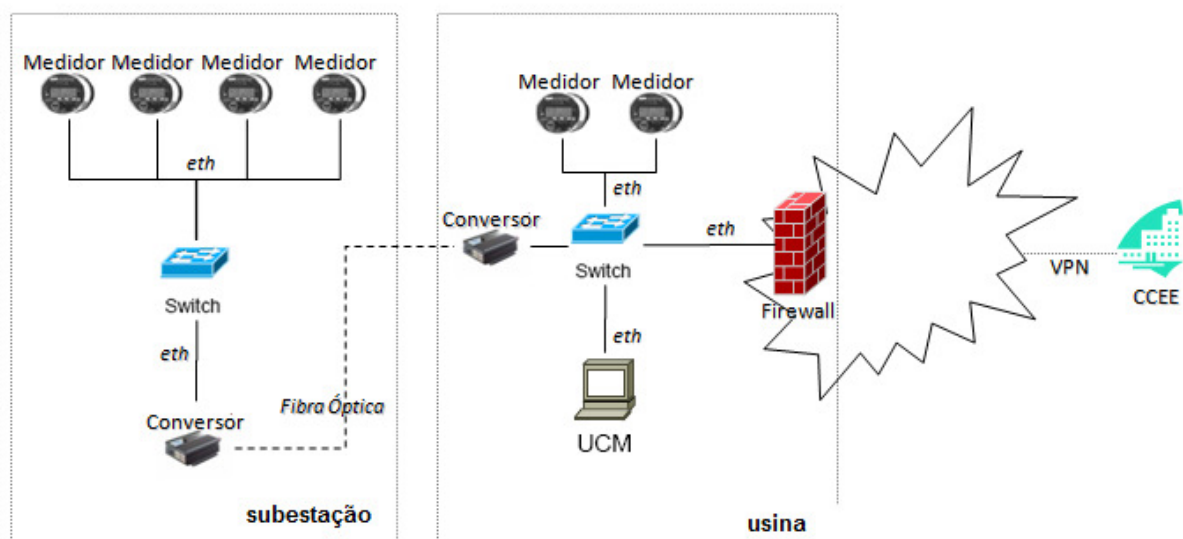 Medidor Medidor Medidor Medidor
eth
Switch
eth
Conversor
Fibra Óptica
subestação
Medidor Medidor
eth
Conversor
Switch
eth
eth
UCM
Firewall
usina
VPN
CCEE